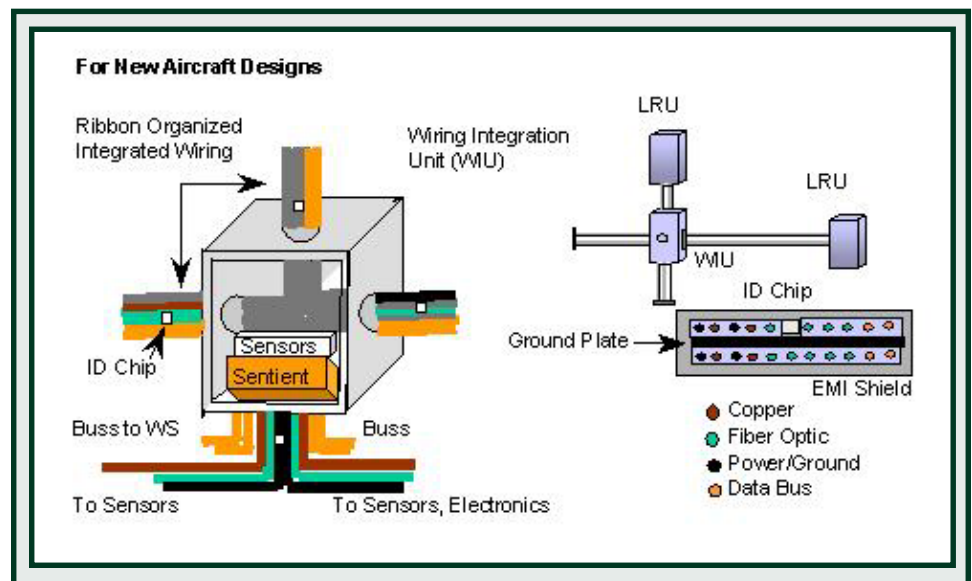 For New Aircraft Designs
Ribbon Organized
Integrated Wiring
Wiring Integration
Unit (WIU)
LRU
LRU
WIU
ID Chip
Ground Plate
EMI Shield
ID Chip
Sensors
Sentient
Buss to WS
Buss
To Sensors
To Sensors, Electronics
Copper
Fiber Optic
Power/Ground
Data Bus